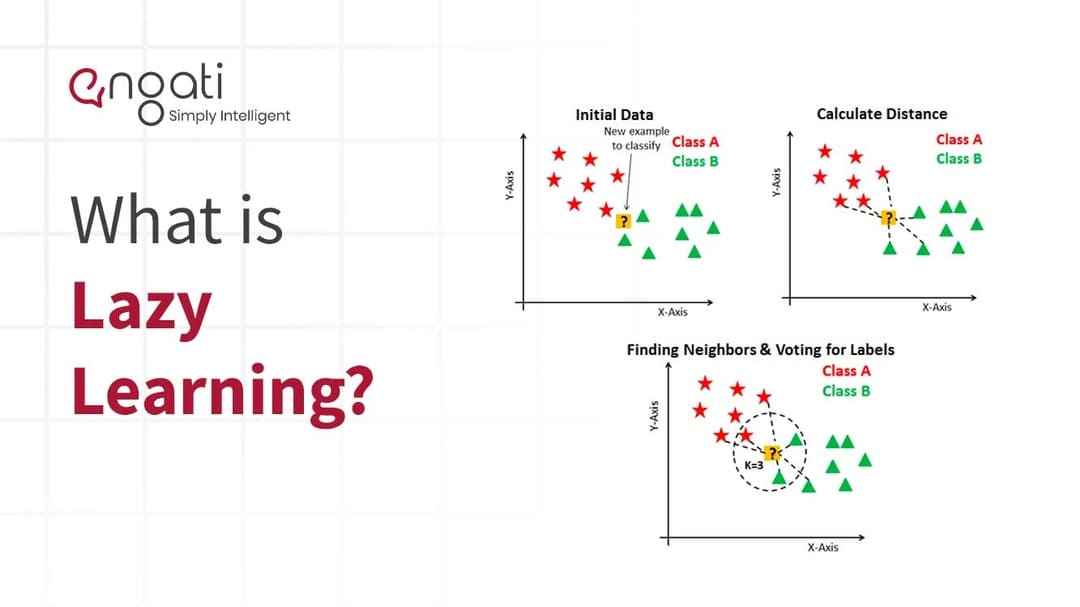 engati
Simply Intelligent
What is
Lazy
Learning?
Initial Data
New example
to classify
Class A
Class B
Y-Axis
?
X-Axis
Calculate Distance
Class A
Class B
Y-Axis
?
X-Axis
Finding Neighbors & Voting for Labels
Class A
Class B
Y-Axis
?
K=3
X-Axis